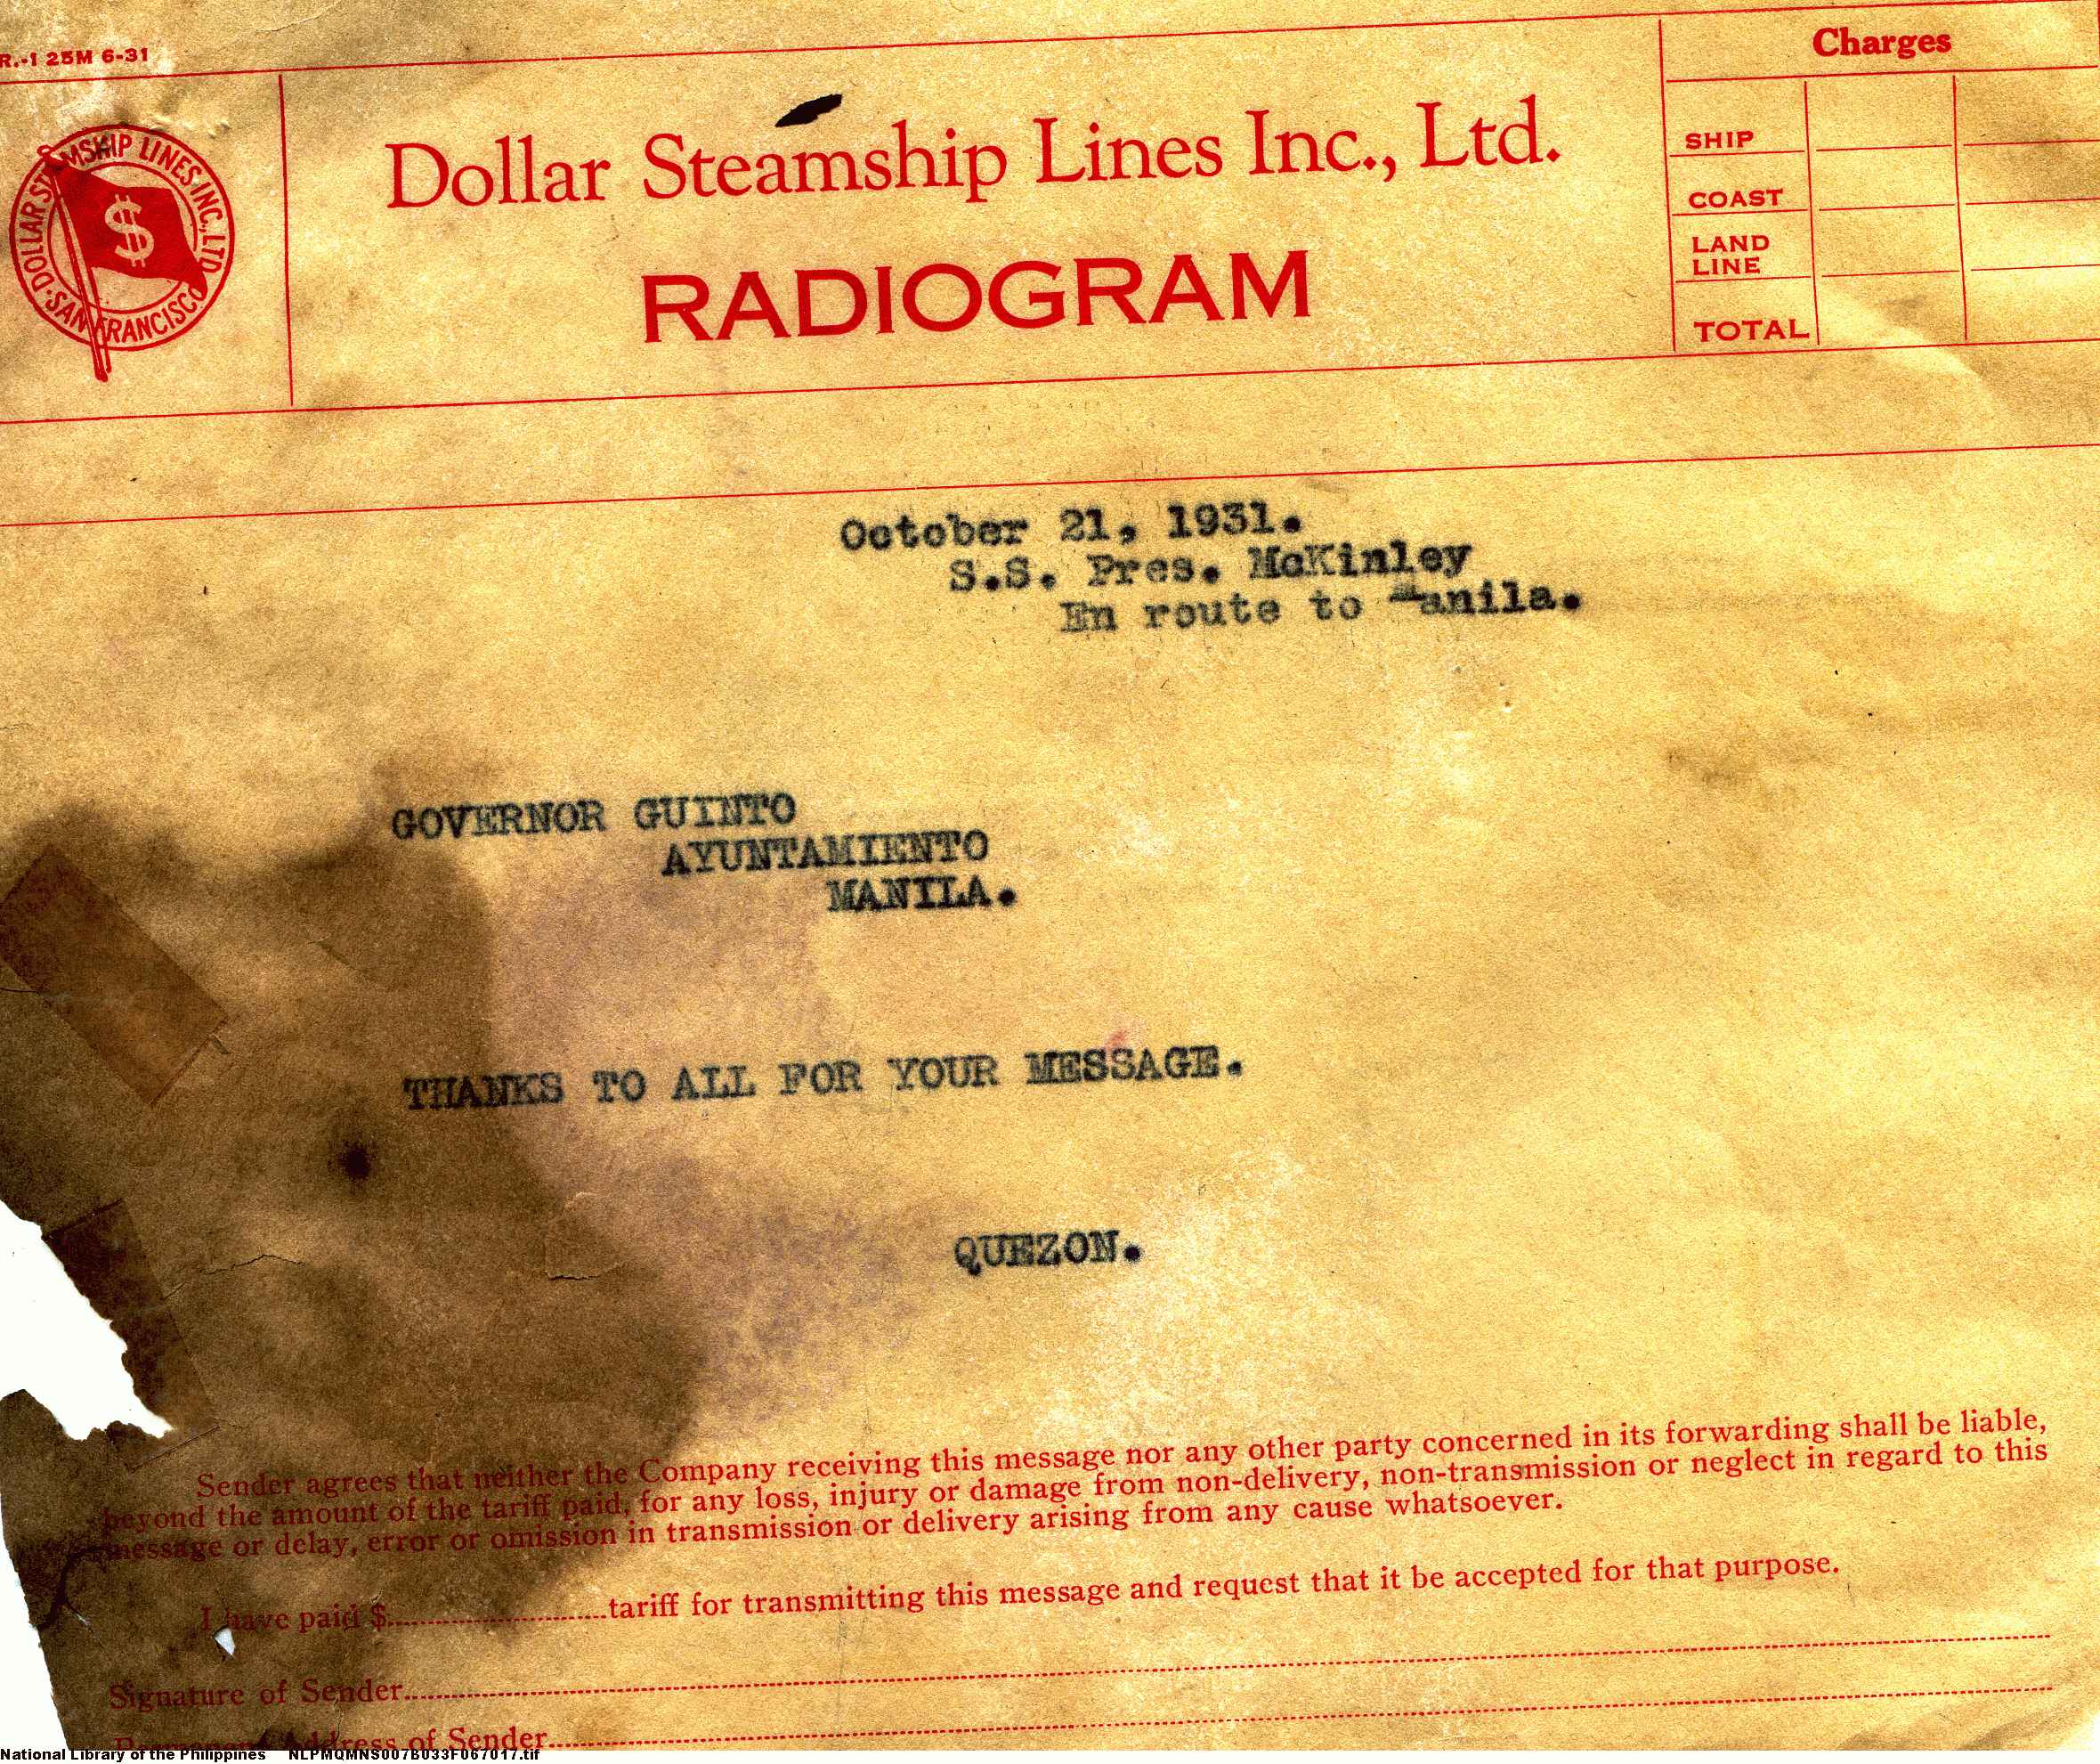 R.-1 25M 6-31
DOLLAR STEAMSHIP LINES INC., LTD.
SAN FRANCISCO
$
Dollar Steamship Lines Inc., Ltd.
RADIOGRAM
Charges
SHIP
COAST
LAND
LINE
TOTAL
October 21, 1931.
S.S. Pres. McKinley
En route to Manila.
GOVERNOR GUINTO
AYUNTAMIENTO
MANILA.
THANKS TO ALL FOR YOUR MESSAGE.
QUEZON.
Sender agrees that neither the Company receiving this message nor any other party concerned in its forwarding shall be liable,
beyond the amount of the tariff paid, for any loss, injury or damage from non-delivery, non-transmission or neglect in regard to this
message or delay, error or omission in transmission or delivery arising from any cause whatsoever.
I have paid $..............................tariff for transmitting this message and request that it be accepted for that purpose.
Signature of Sender
Permanent Address of Sender
National Library of the Philippines NLPMQMNS007B033F067017.tif